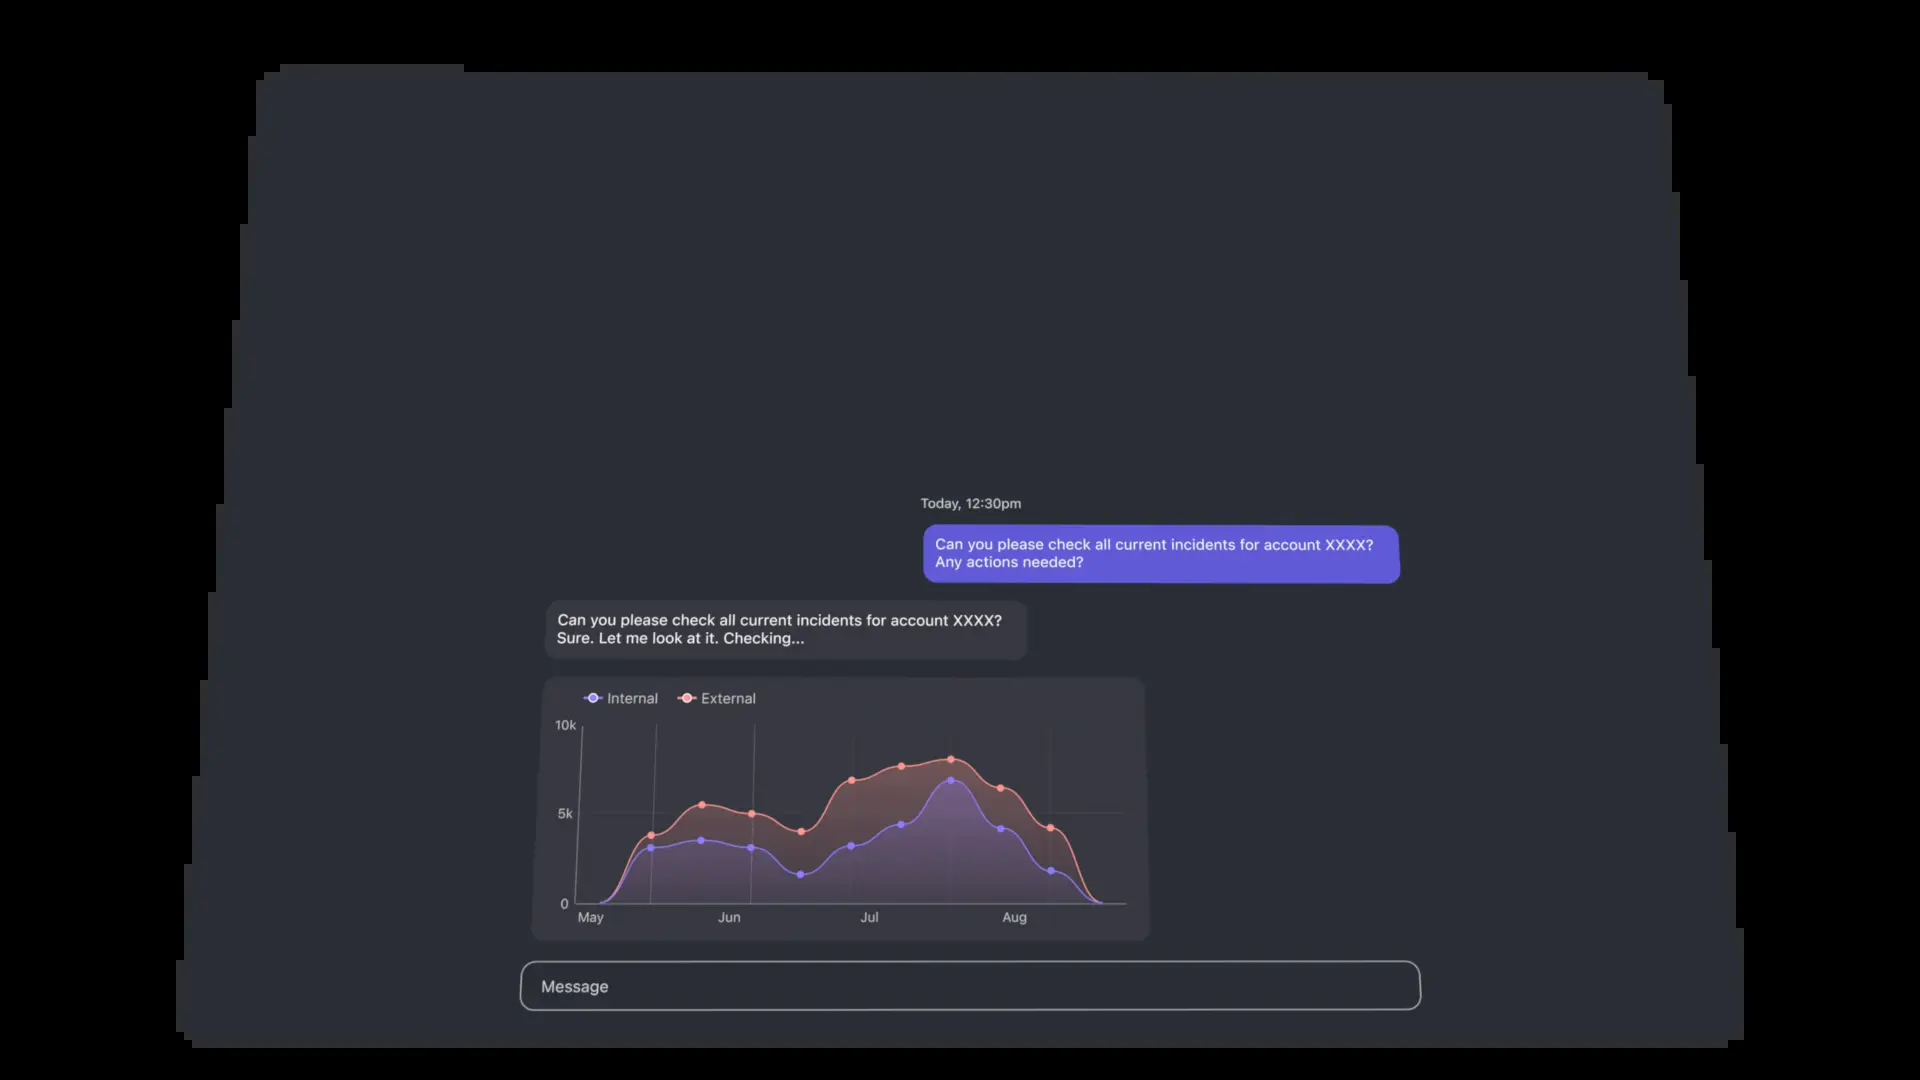 Today, 12:30pm
Can you please check all current incidents for account XXXX?
Any actions needed?
Can you please check all current incidents for account XXXX?
Sure. Let me look at it. Checking...
Internal External
10k
5k
0
May Jun Jul Aug
Message